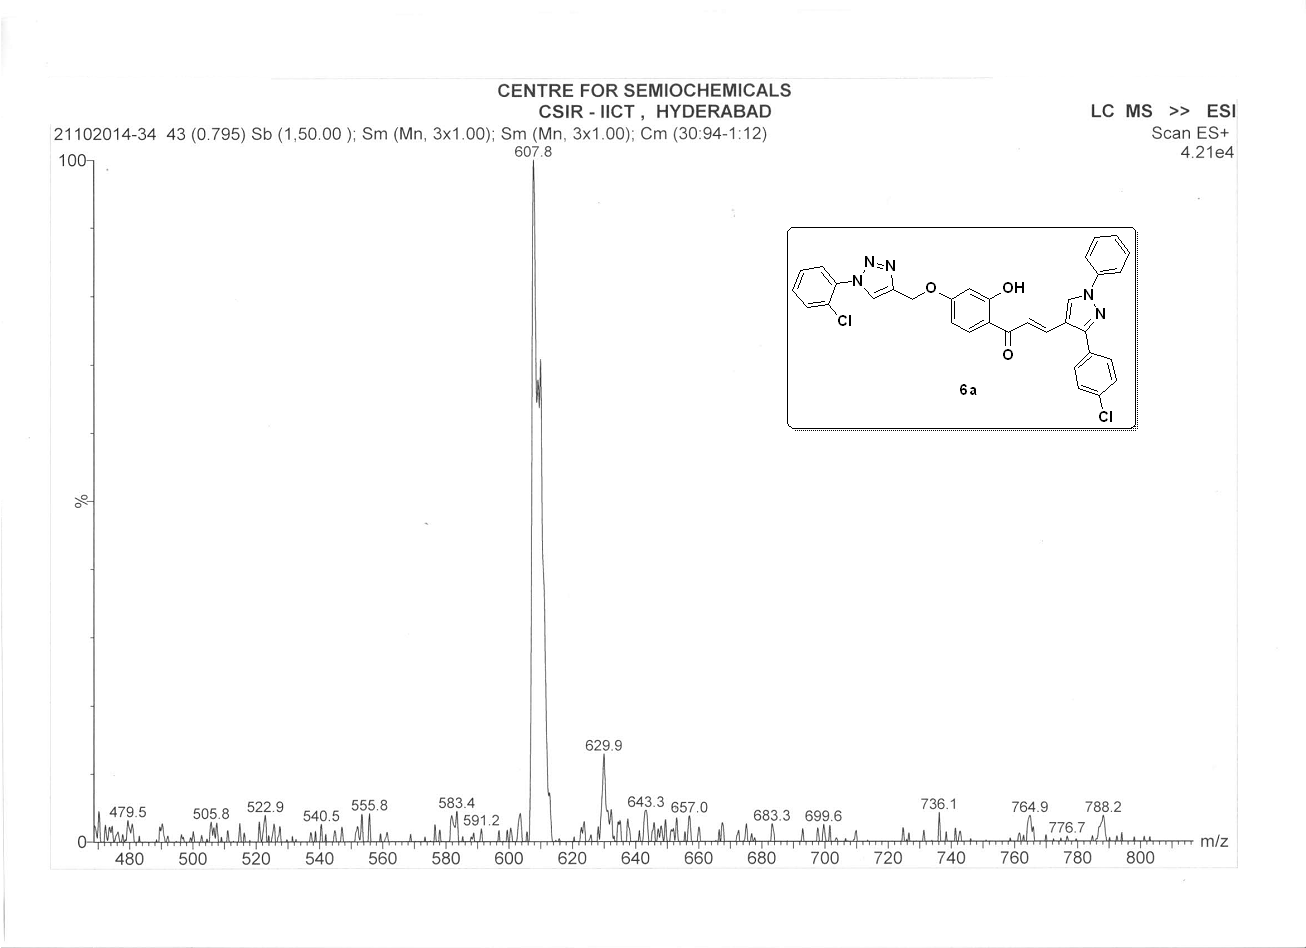 CENTRE FOR SEMIOCHEMICALS
CSIR - IICT , HYDERABAD
LC MS >> ESI
21102014-34 43 (0.795) Sb (1,50.00 ); Sm (Mn, 3x1.00); Sm (Mn, 3x1.00); Cm (30:94-1:12)
Scan ES+
4.21e4
607.8
100
N N
N
Cl
O
OH
O
N
N
Cl
6a
%
629.9
479.5
505.8
522.9
540.5
555.8
583.4
591.2
643.3
657.0
683.3
699.6
736.1
764.9
776.7
788.2
0
m/z
480 500 520 540 560 580 600 620 640 660 680 700 720 740 760 780 800